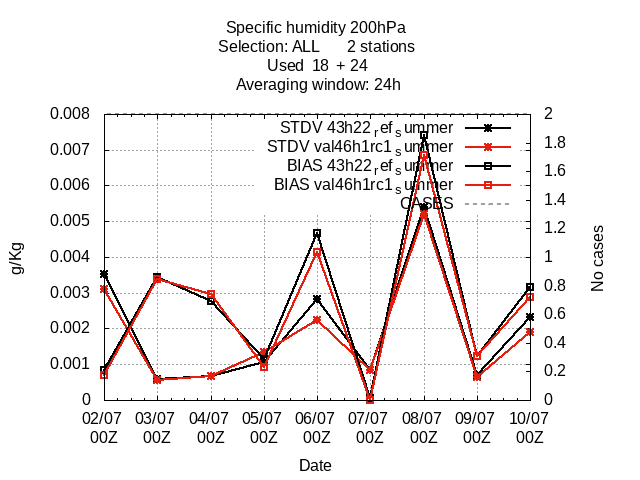 Specific humidity 200hPa
Selection: ALL 2 stations
Used 18 + 24
Averaging window: 24h
STDV 43h22refsummer
STDV val46h1rc1summer
BIAS 43h22refsummer
BIAS val46h1rc1summer
CASES
0.008
0.007
0.006
0.005
0.004
0.003
0.002
0.001
0
g/Kg
2
1.8
1.6
1.4
1.2
1
0.8
0.6
0.4
0.2
0
No cases
02/07 03/07 04/07 05/07 06/07 07/07 08/07 09/07 10/07
00Z 00Z 00Z 00Z 00Z 00Z 00Z 00Z 00Z
Date